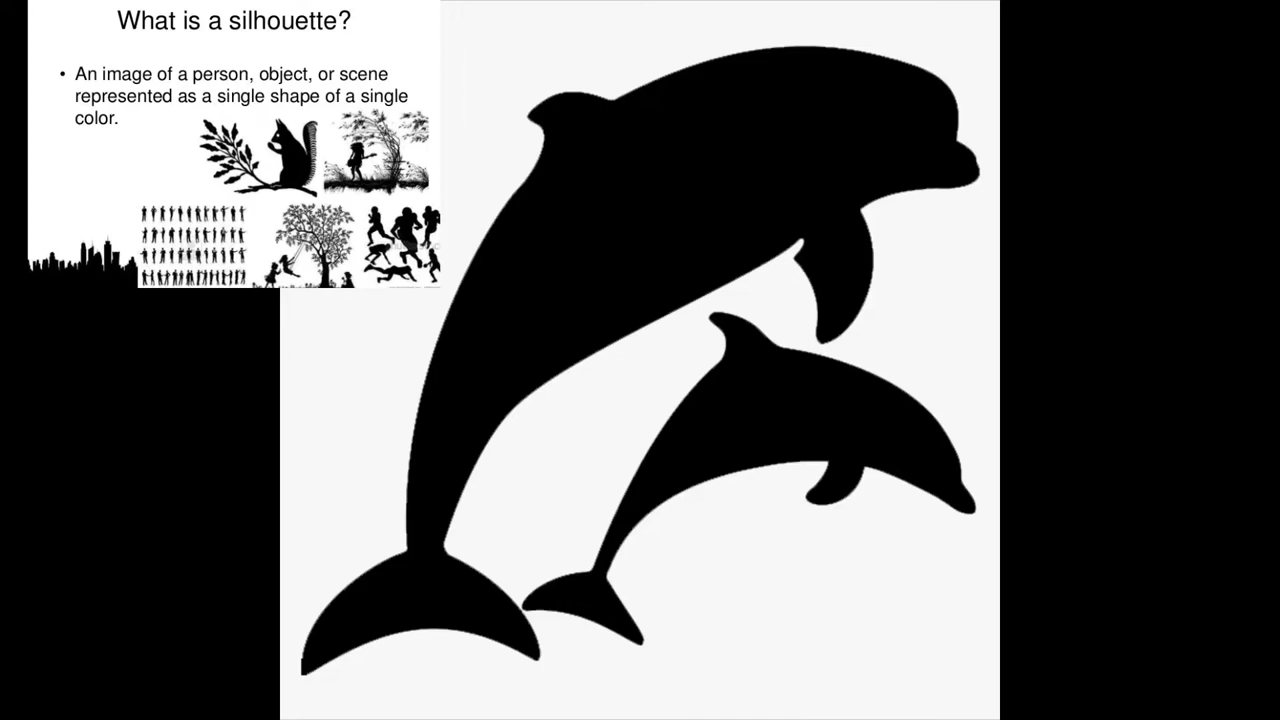 What is a silhouette?
• An image of a person, object, or scene
represented as a single shape of a single
color.